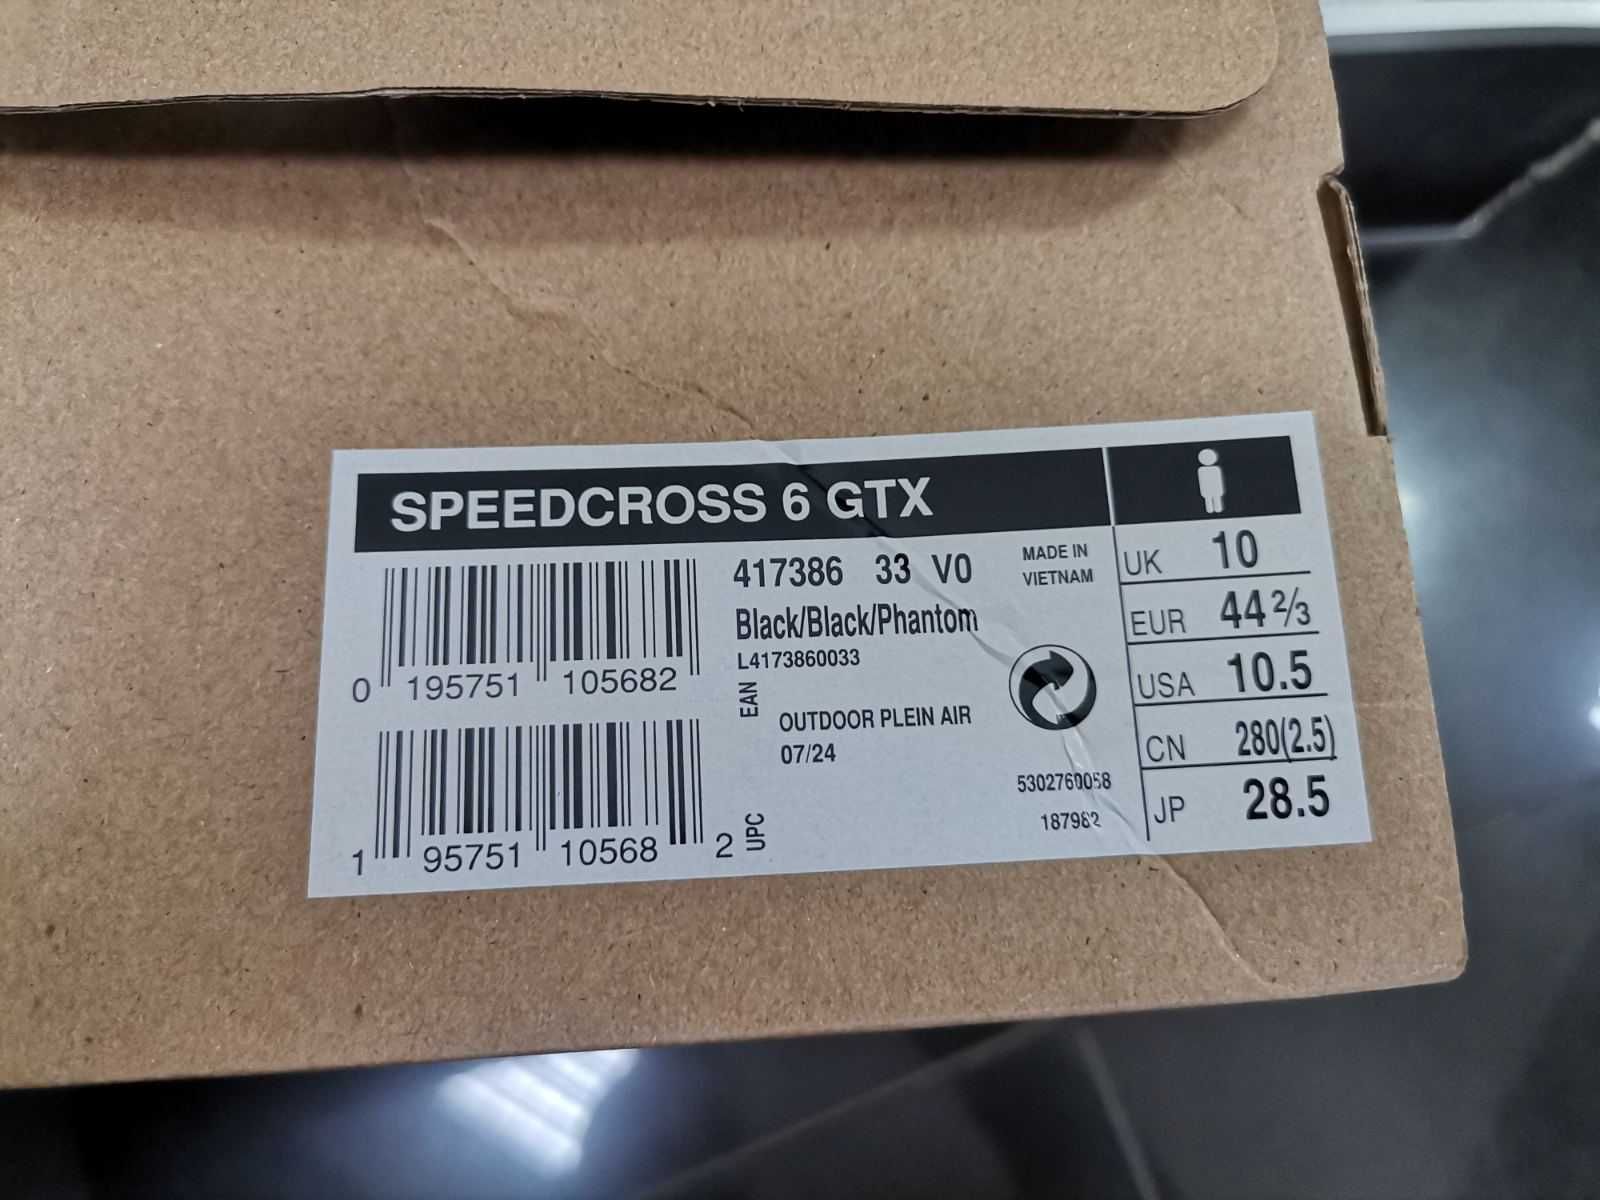 SPEEDCROSS 6 GTX
0 195751 105682
1 95751 10568 2
EAN
UPC
417386 33 V0
Black/Black/Phantom
L4173860033
OUTDOOR PLEIN AIR
07/24
MADE IN
VIETNAM
5302760058
187982
UK 10
EUR 44 2/3
USA 10.5
CN 280(2.5)
JP 28.5